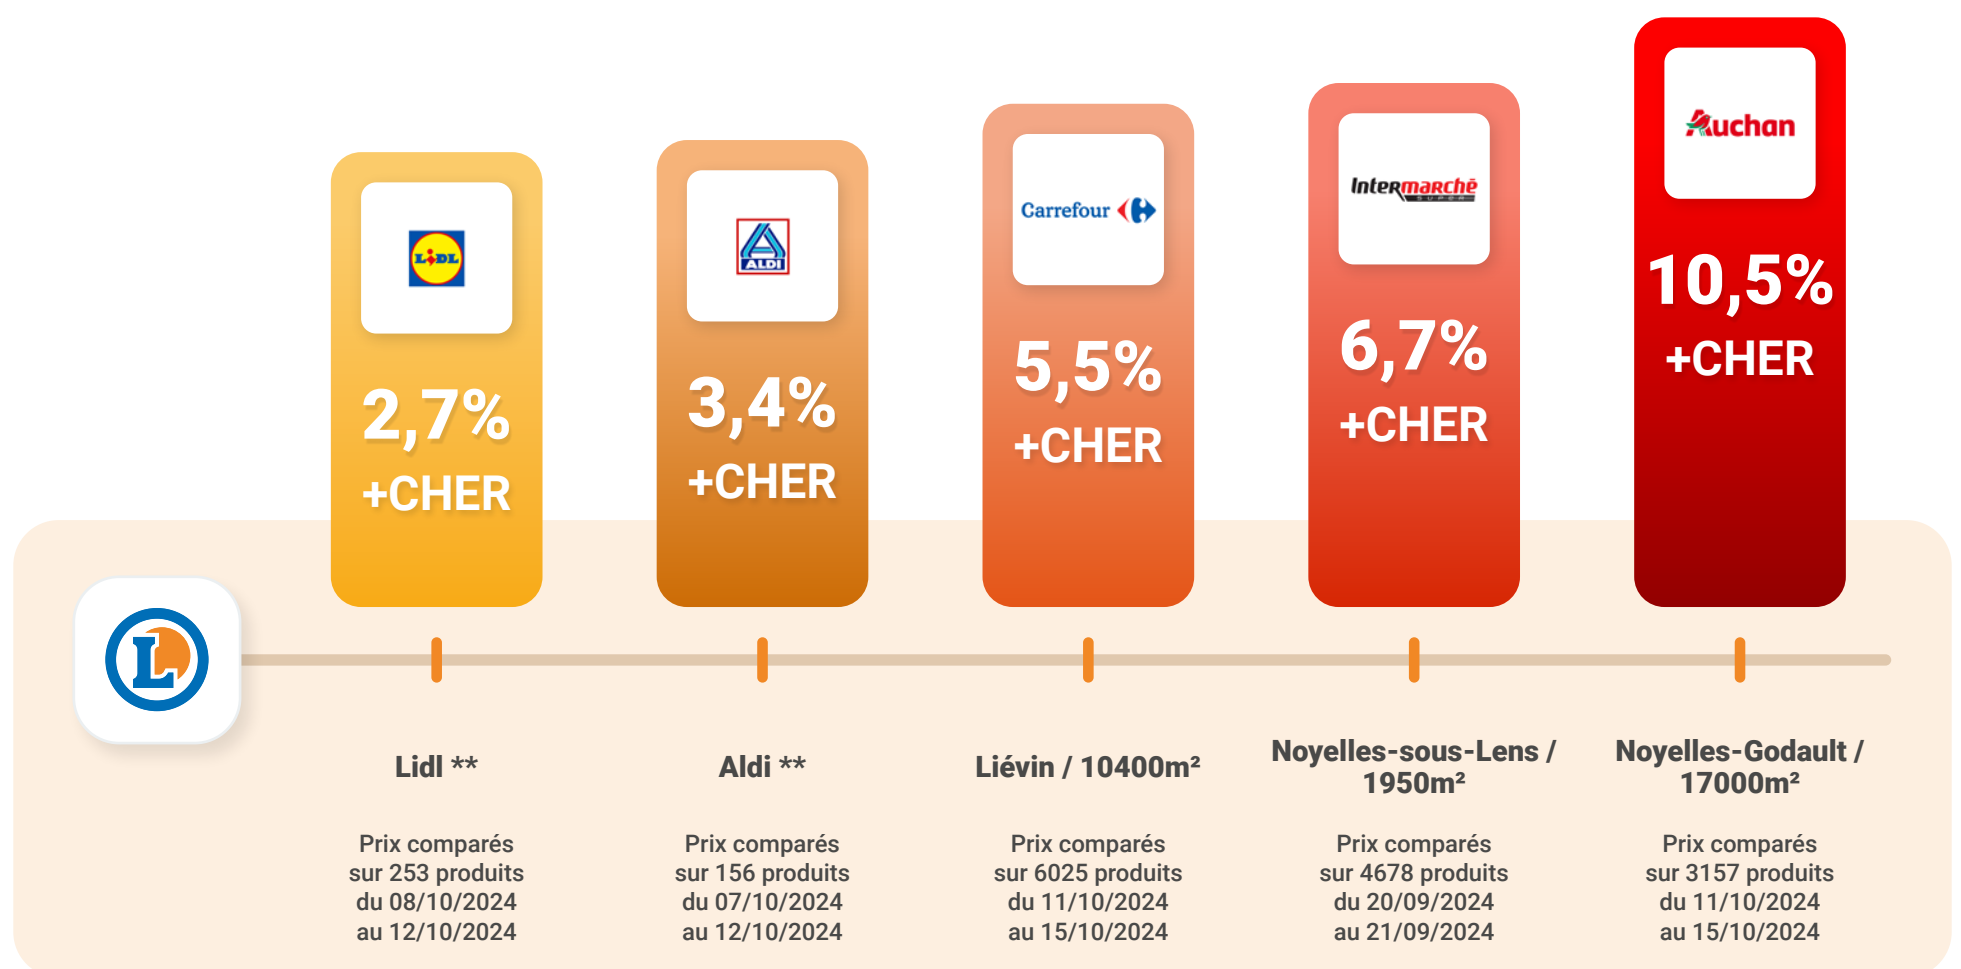 LIDL
2,7%
+CHER
ALDI
3,4%
+CHER
Carrefour
5,5%
+CHER
Intermarchē
SUPER
6,7%
+CHER
Auchan
10,5%
+CHER
L
Lidl **
Prix comparés
sur 253 produits
du 08/10/2024
au 12/10/2024
Aldi **
Prix comparés
sur 156 produits
du 07/10/2024
au 12/10/2024
Liévin / 10400m²
Prix comparés
sur 6025 produits
du 11/10/2024
au 15/10/2024
Noyelles-sous-Lens /
1950m²
Prix comparés
sur 4678 produits
du 20/09/2024
au 21/09/2024
Noyelles-Godault /
17000m²
Prix comparés
sur 3157 produits
du 11/10/2024
au 15/10/2024